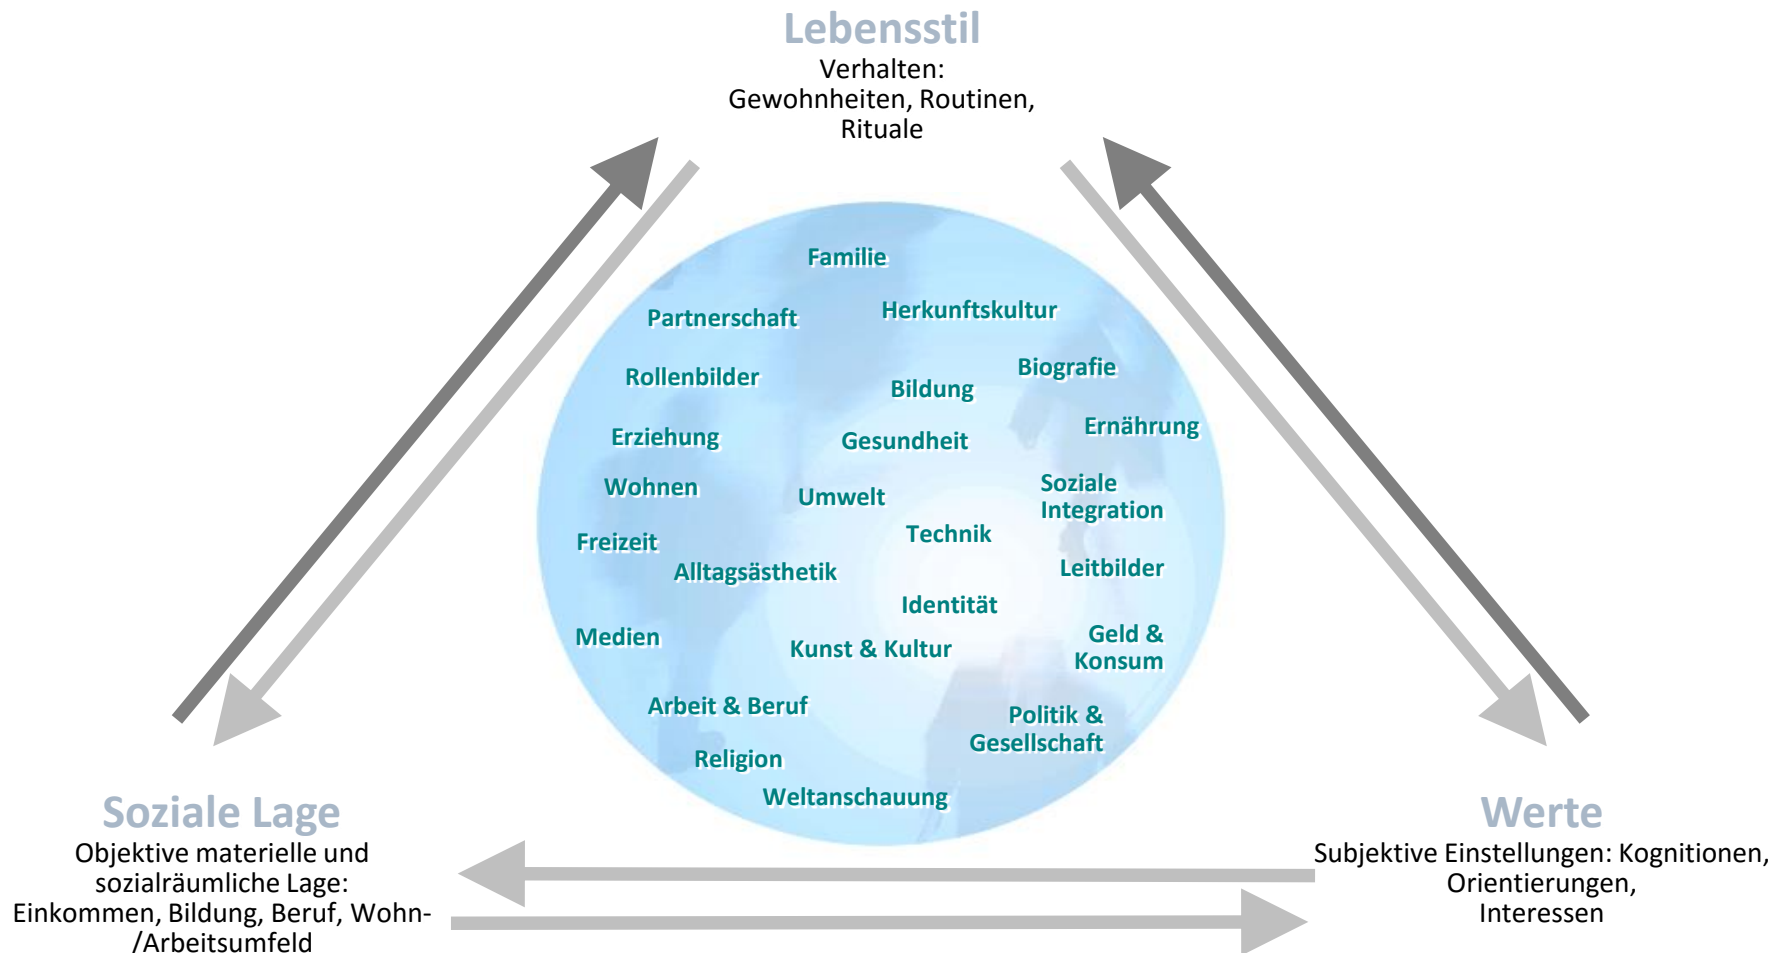 Lebensstil
Verhalten:
Gewohnheiten, Routinen,
Rituale
Familie
Herkunftskultur
Partnerschaft
Biografie
Rollenbilder
Bildung
Ernährung
Erziehung
Gesundheit
Wohnen
Umwelt
Soziale
Integration
Technik
Freizeit
Alltagsästhetik
Leitbilder
Identität
Medien
Kunst & Kultur
Geld &
Konsum
Arbeit & Beruf
Politik &
Gesellschaft
Religion
Weltanschauung
Soziale Lage
Objektive materielle und
sozialräumliche Lage:
Einkommen, Bildung, Beruf, Wohn-
/Arbeitsumfeld
Werte
Subjektive Einstellungen: Kognitionen,
Orientierungen,
Interessen